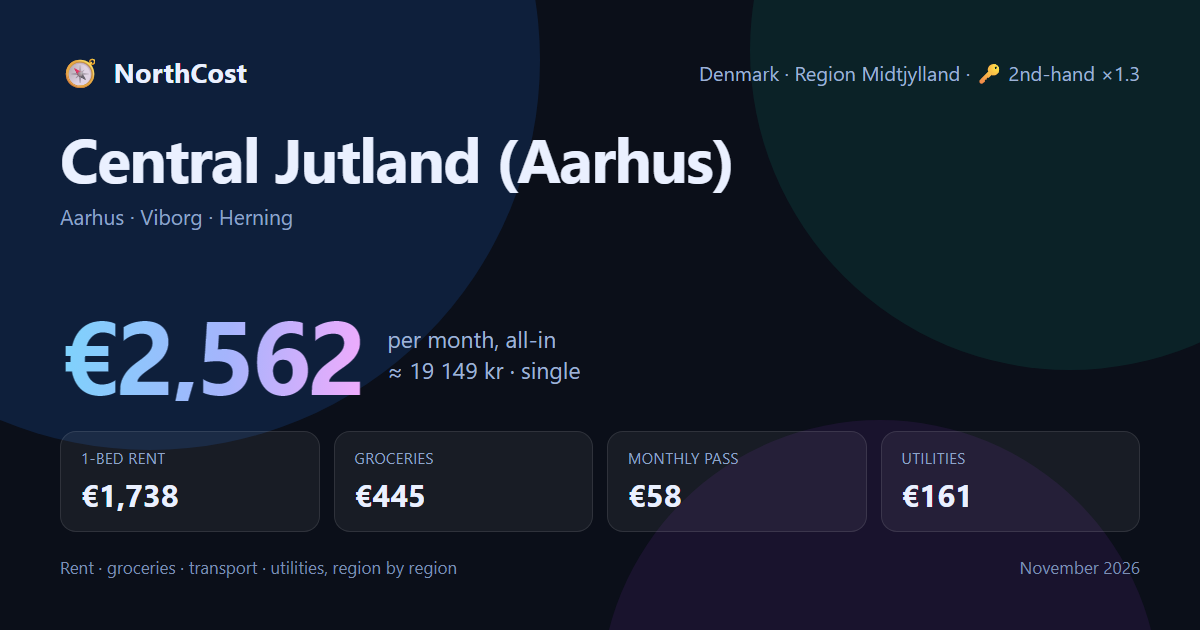 NorthCost
Denmark · Region Midtjylland · 🔑 2nd-hand ×1.3
Central Jutland (Aarhus)
Aarhus · Viborg · Herning
€2,562
per month, all-in
≈ 19 149 kr · single
1-BED RENT
€1,738
GROCERIES
€445
MONTHLY PASS
€58
UTILITIES
€161
Rent · groceries · transport · utilities, region by region
November 2026